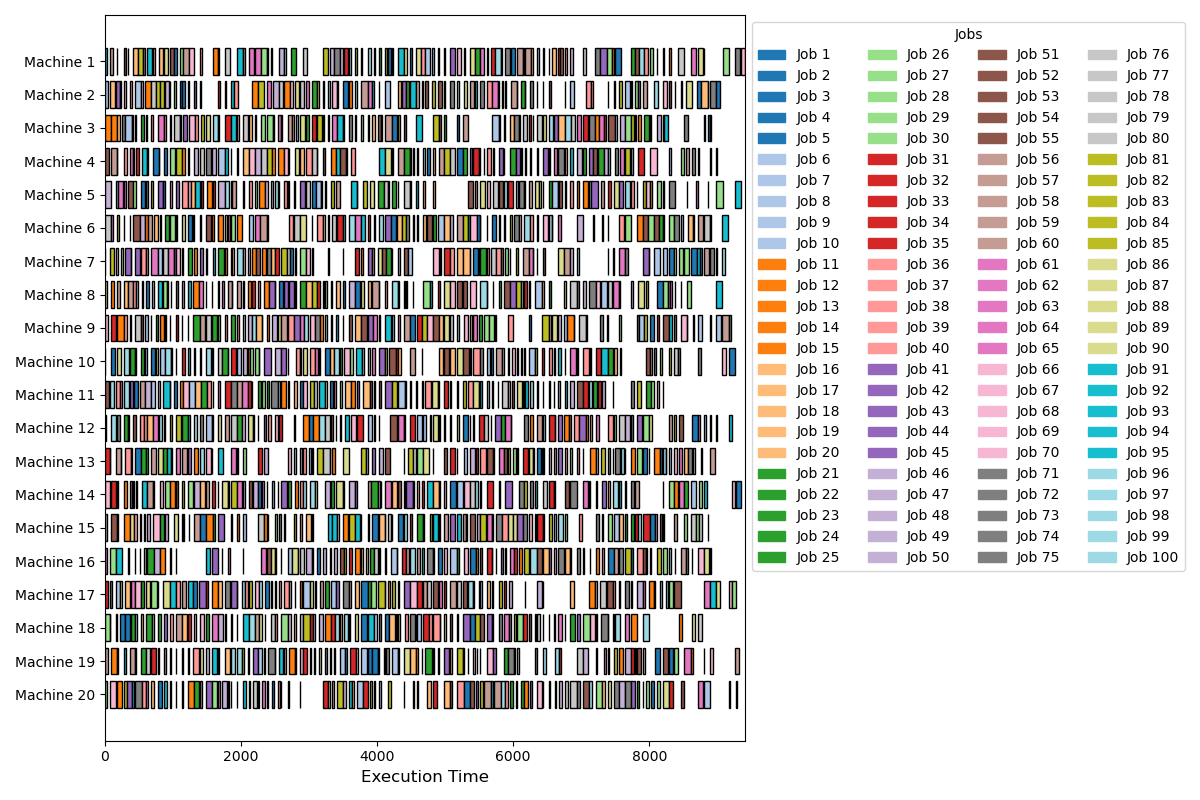 Machine 1
Machine 2
Machine 3
Machine 4
Machine 5
Machine 6
Machine 7
Machine 8
Machine 9
Machine 10
Machine 11
Machine 12
Machine 13
Machine 14
Machine 15
Machine 16
Machine 17
Machine 18
Machine 19
Machine 20
0 2000 4000 6000 8000
Execution Time
Jobs
Job 1 Job 26 Job 51 Job 76
Job 2 Job 27 Job 52 Job 77
Job 3 Job 28 Job 53 Job 78
Job 4 Job 29 Job 54 Job 79
Job 5 Job 30 Job 55 Job 80
Job 6 Job 31 Job 56 Job 81
Job 7 Job 32 Job 57 Job 82
Job 8 Job 33 Job 58 Job 83
Job 9 Job 34 Job 59 Job 84
Job 10 Job 35 Job 60 Job 85
Job 11 Job 36 Job 61 Job 86
Job 12 Job 37 Job 62 Job 87
Job 13 Job 38 Job 63 Job 88
Job 14 Job 39 Job 64 Job 89
Job 15 Job 40 Job 65 Job 90
Job 16 Job 41 Job 66 Job 91
Job 17 Job 42 Job 67 Job 92
Job 18 Job 43 Job 68 Job 93
Job 19 Job 44 Job 69 Job 94
Job 20 Job 45 Job 70 Job 95
Job 21 Job 46 Job 71 Job 96
Job 22 Job 47 Job 72 Job 97
Job 23 Job 48 Job 73 Job 98
Job 24 Job 49 Job 74 Job 99
Job 25 Job 50 Job 75 Job 100